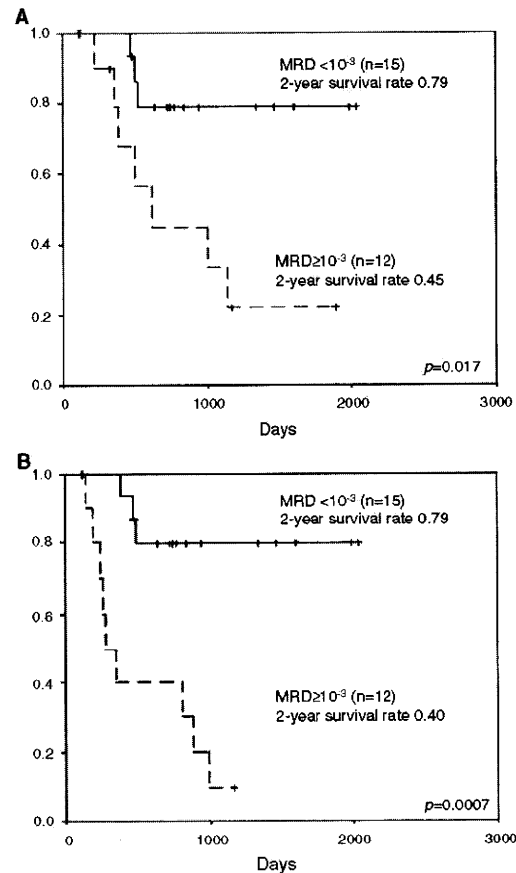 A
1.0
0.8
0.6
0.4
0.2
0.0
MRD <10⁻³ (n=15)
2-year survival rate 0.79
MRD≥10⁻³ (n=12)
2-year survival rate 0.45
p=0.017
0 1000 2000 3000
Days
B
1.0
0.8
0.6
0.4
0.2
0.0
MRD <10⁻³ (n=15)
2-year survival rate 0.79
MRD≥10⁻³ (n=12)
2-year survival rate 0.40
p=0.0007
0 1000 2000 3000
Days